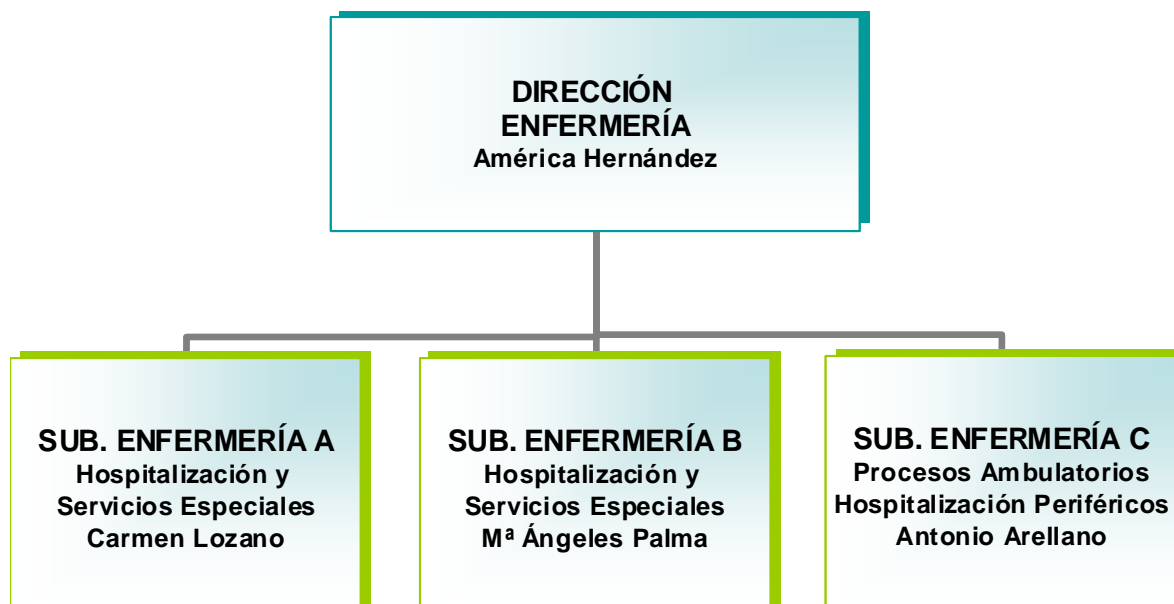 DIRECCIÓN
ENFERMERÍA
América Hernández
SUB. ENFERMERÍA A
Hospitalización y
Servicios Especiales
Carmen Lozano
SUB. ENFERMERÍA B
Hospitalización y
Servicios Especiales
Mª Ángeles Palma
SUB. ENFERMERÍA C
Procesos Ambulatorios
Hospitalización Periféricos
Antonio Arellano